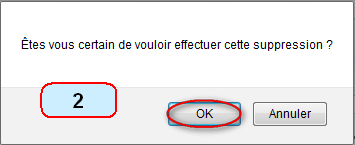 Êtes vous certain de vouloir effectuer cette suppression ?
2
OK
Annuler